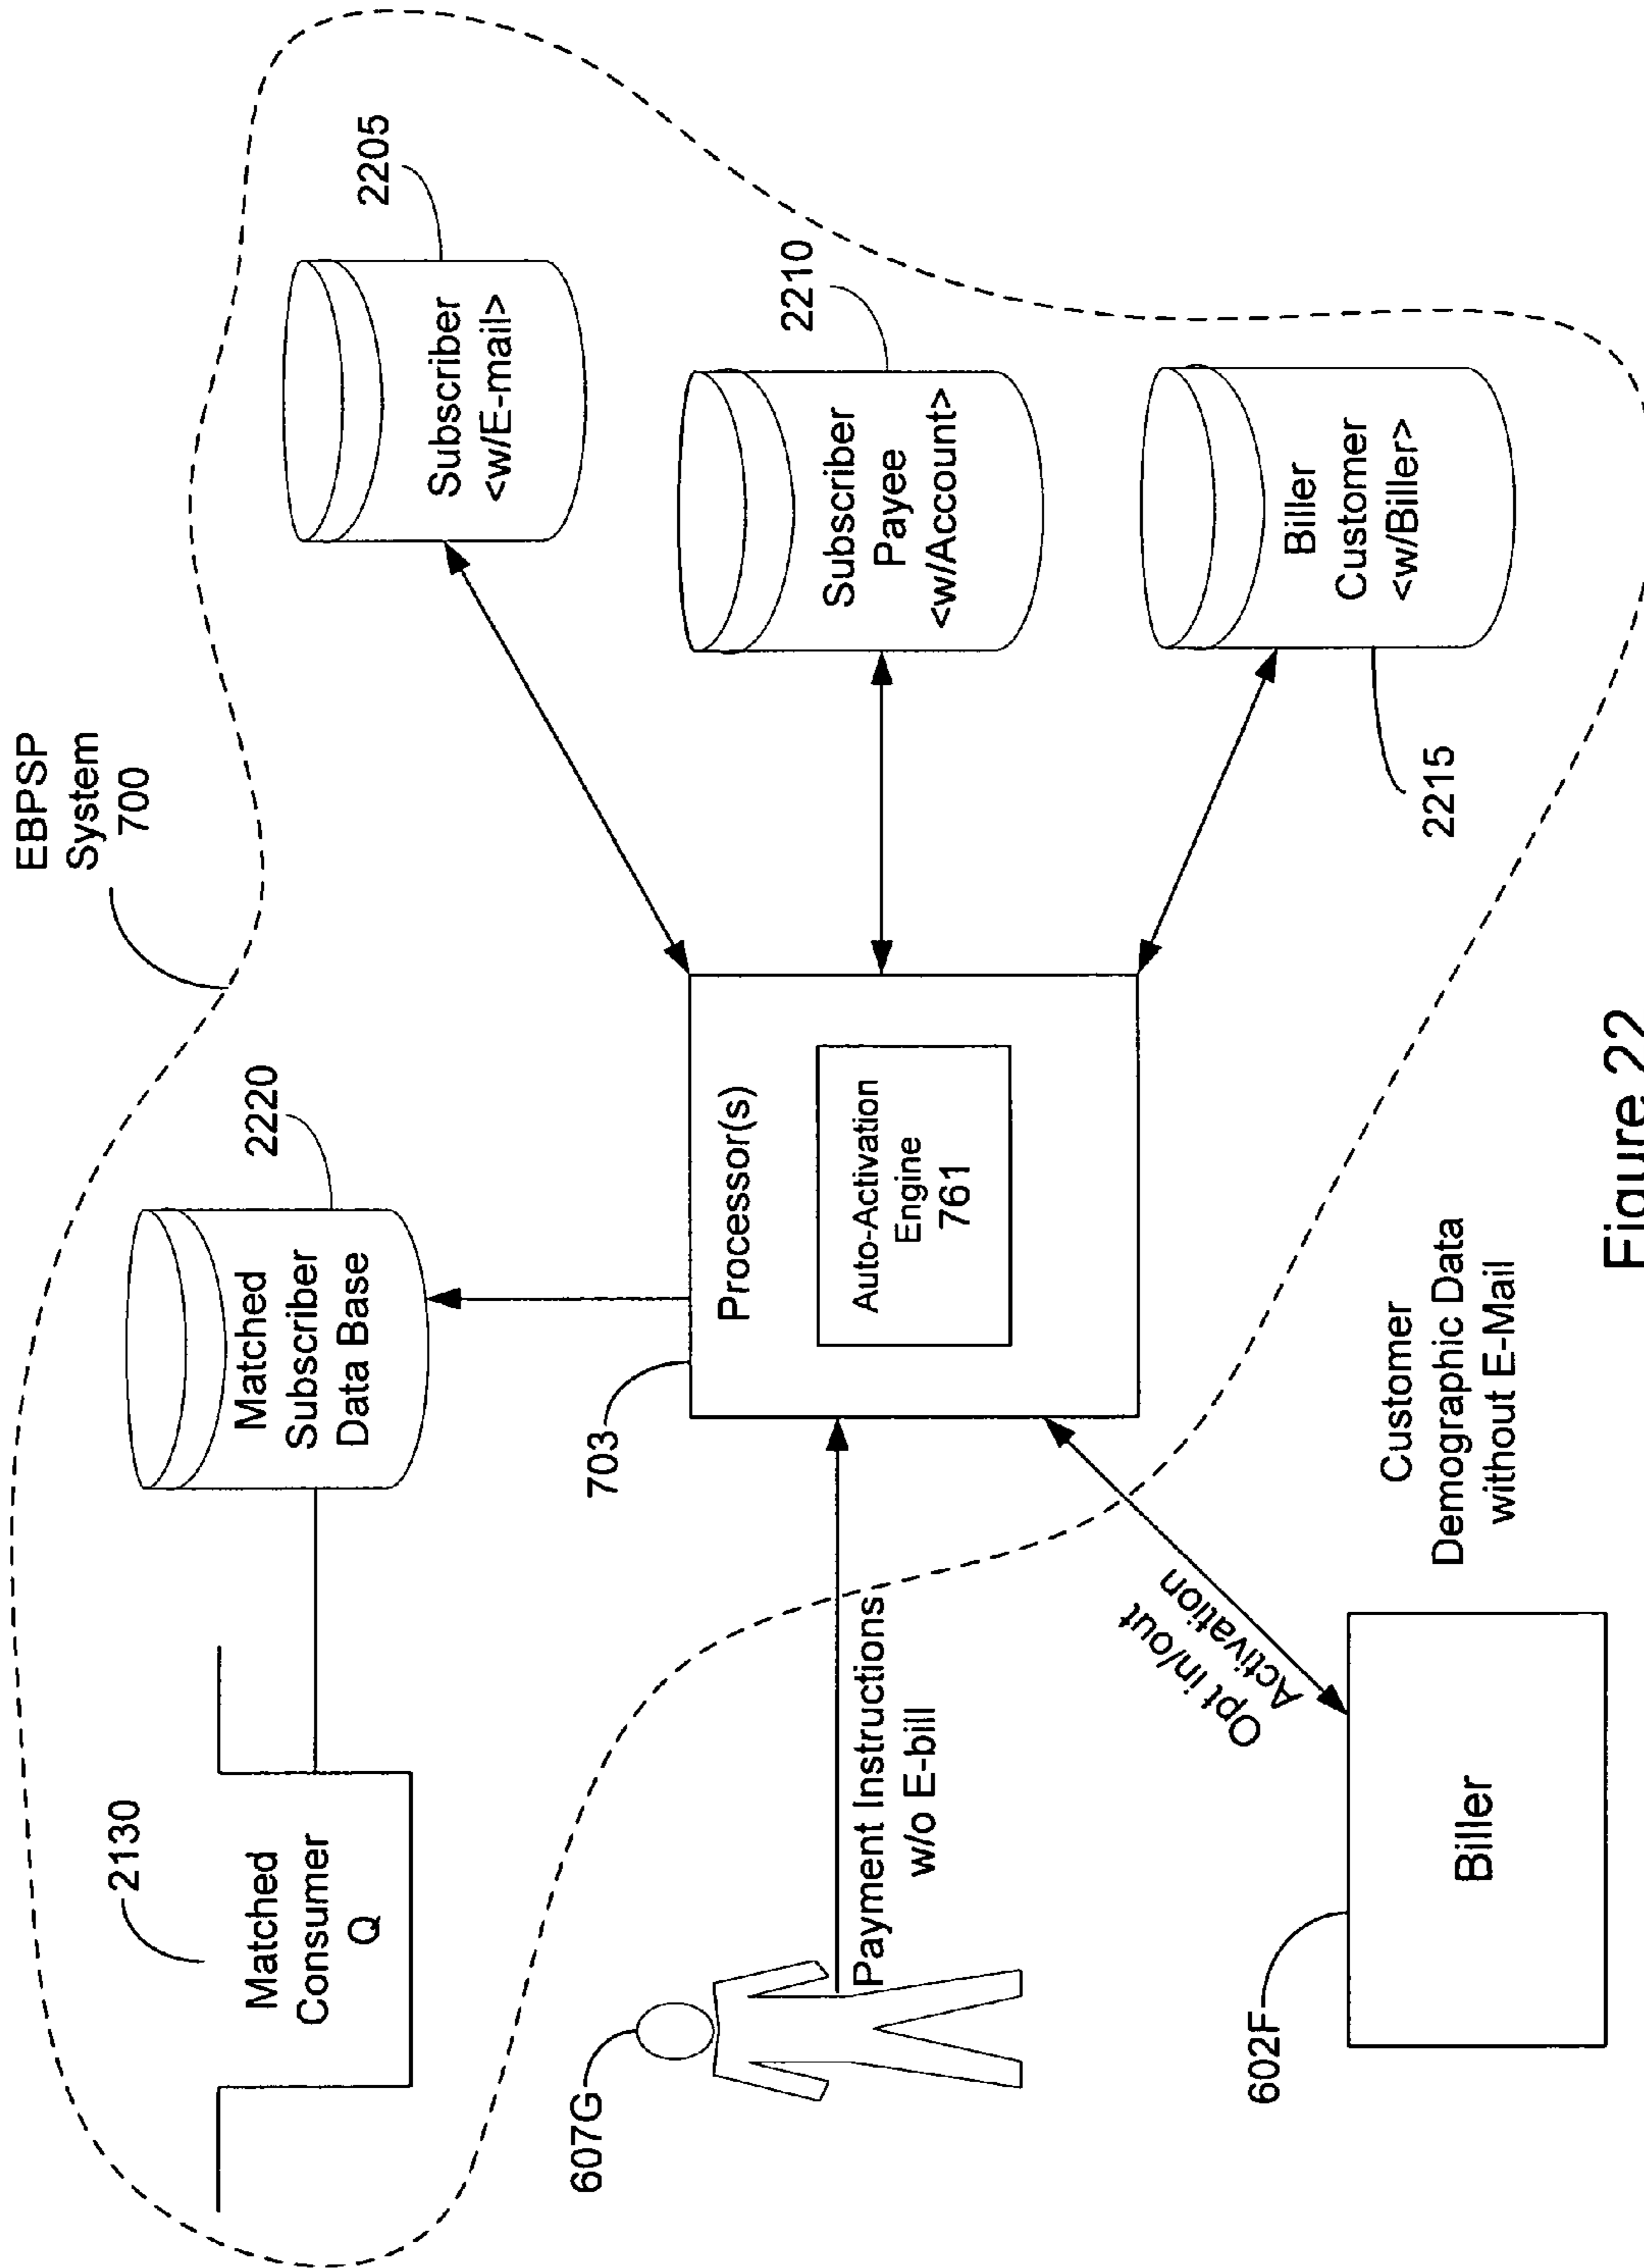 EBPSP
System
700
2130
Matched
Consumer
Q
2220
Matched
Subscriber
Data Base
2205
Subscriber
<w/E-mail>
607G
Payment Instructions
w/o E-bill
703
Processor(s)
Auto-Activation
Engine
761
2210
Subscriber
Payee
<w/Account>
602F
Biller
Opt in/out
Activation
Customer
Demographic Data
without E-Mail
2215
Biller
Customer
<w/Biller>
Figure 22